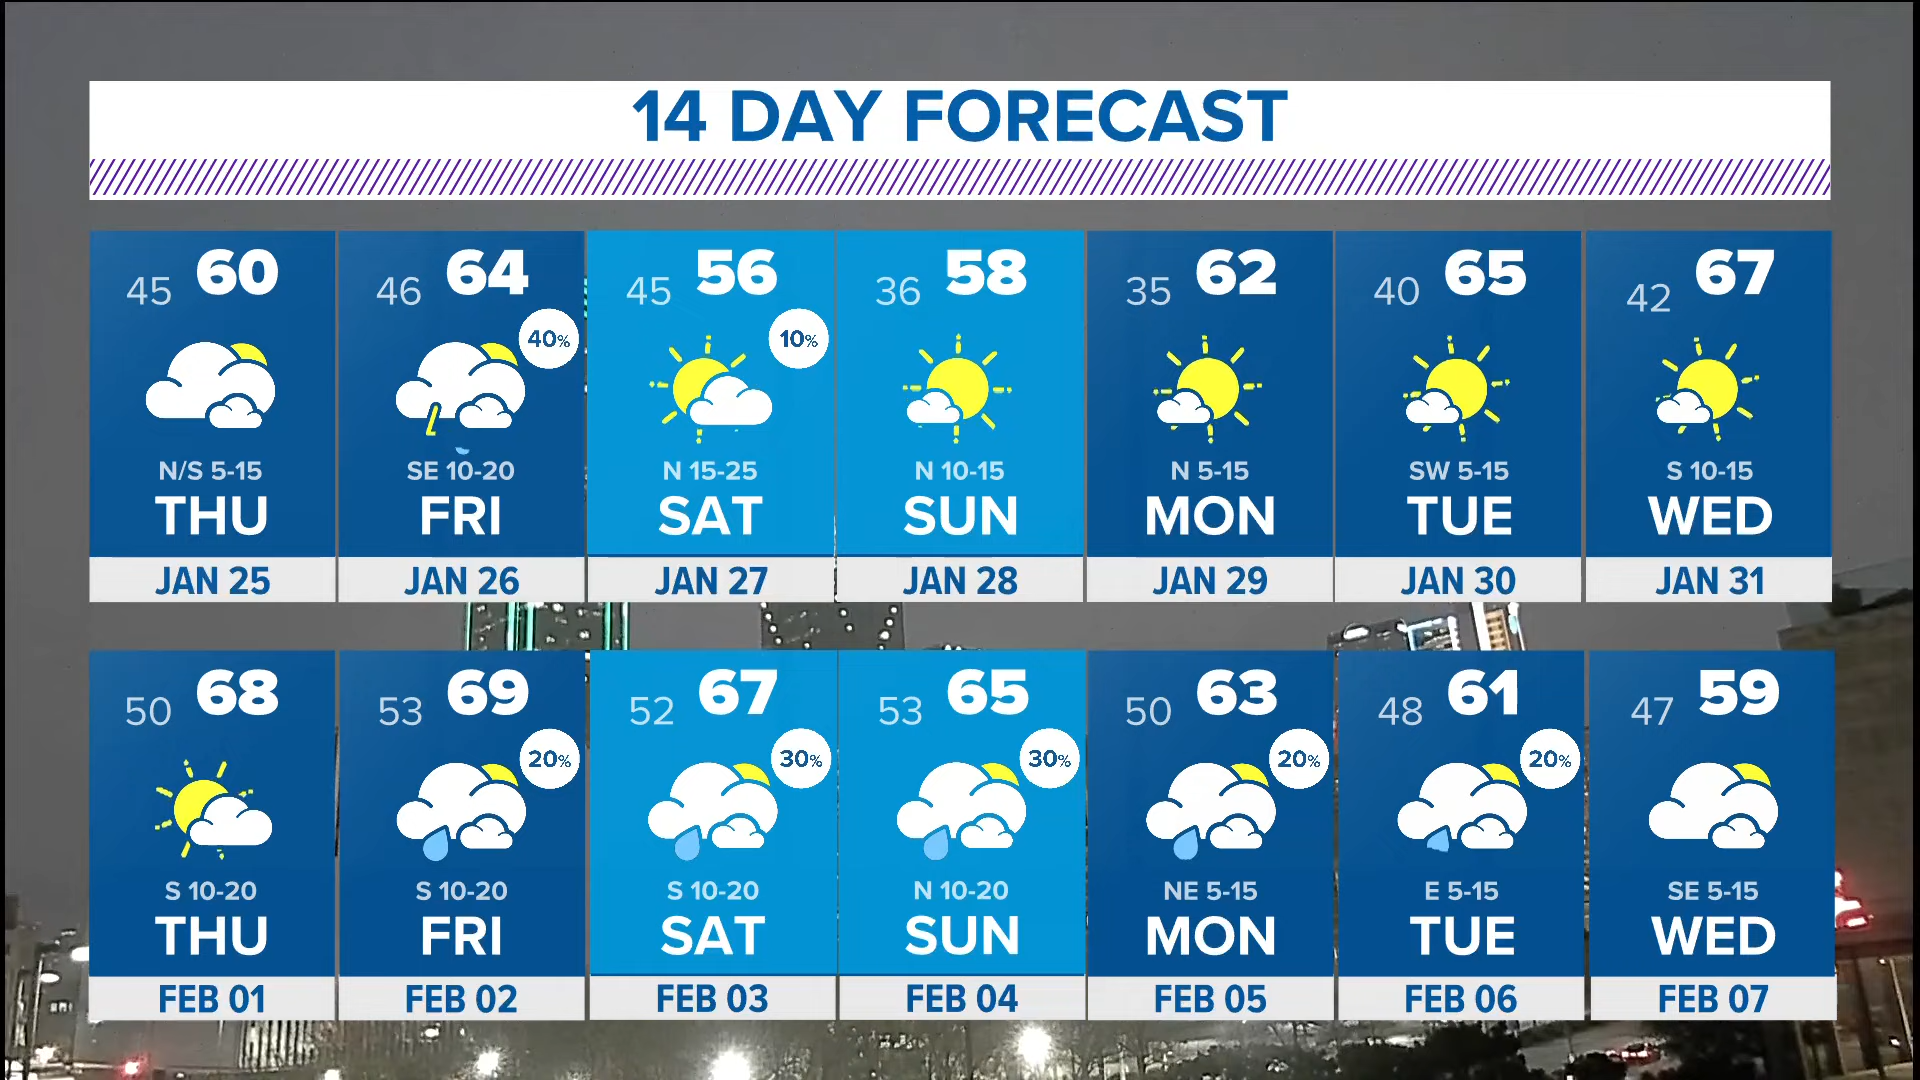 14 DAY FORECAST
45 60 46 64 45 56 36 58 35 62 40 65 42 67
40% 10%
N/S 5-15 SE 10-20 N 15-25 N 10-15 N 5-15 SW 5-15 S 10-15
THU FRI SAT SUN MON TUE WED
JAN 25 JAN 26 JAN 27 JAN 28 JAN 29 JAN 30 JAN 31
50 68 53 69 52 67 53 65 50 63 48 61 47 59
20% 30% 30% 20% 20%
S 10-20 S 10-20 S 10-20 N 10-20 NE 5-15 E 5-15 SE 5-15
THU FRI SAT SUN MON TUE WED
FEB 01 FEB 02 FEB 03 FEB 04 FEB 05 FEB 06 FEB 07